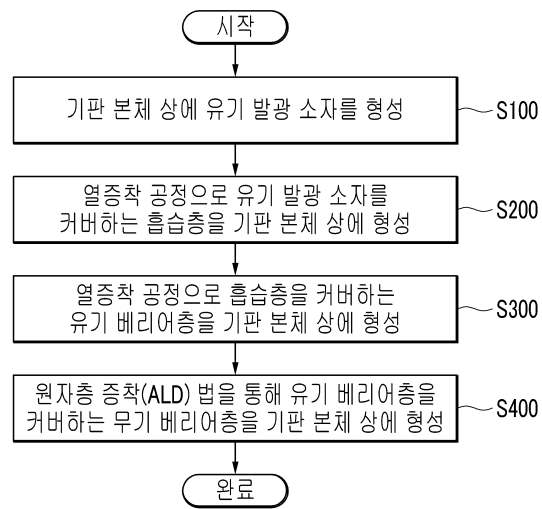 시작
기판 본체 상에 유기 발광 소자를 형성
S100
열증착 공정으로 유기 발광 소자를
커버하는 흡습층을 기판 본체 상에 형성
S200
열증착 공정으로 흡습층을 커버하는
유기 베리어층을 기판 본체 상에 형성
S300
원자층 증착(ALD) 법을 통해 유기 베리어층을
커버하는 무기 베리어층을 기판 본체 상에 형성
S400
완료